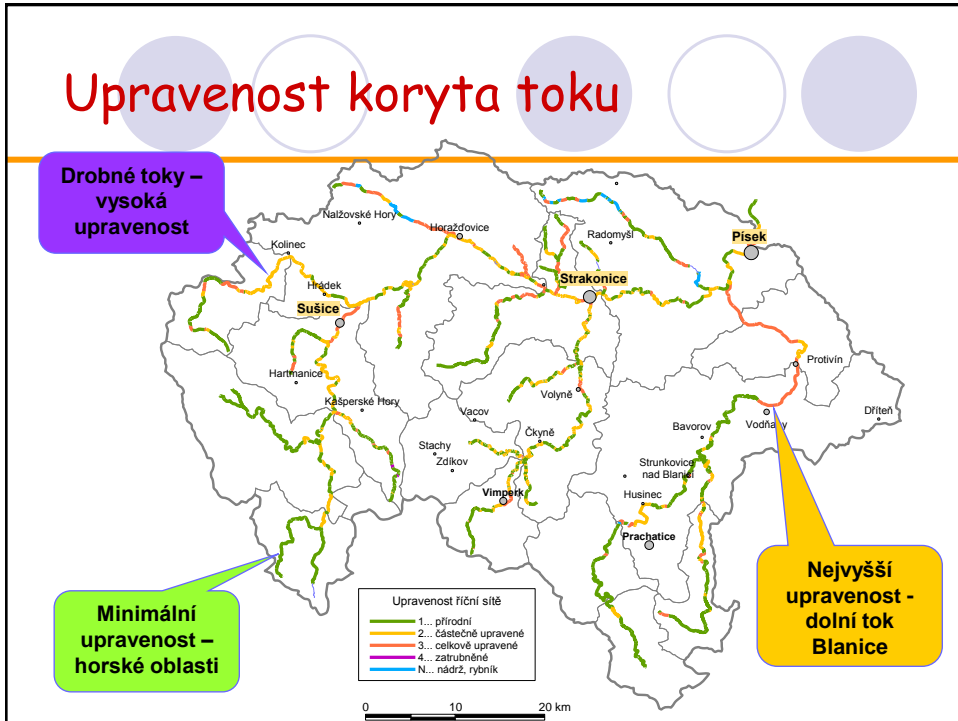 Upravenost koryta toku
Drobné toky –
vysoká
upravenost
Nalžovské Hory
Horažďovice
Radomyšl
Písek
Kolinec
Hrádek
Strakonice
Sušice
Protivín
Hartmanice
Kašperské Hory
Volyně
Vacov
Vodňany
Dříteň
Čkyně
Bavorov
Stachy
Zdíkov
Strunkovice
nad Blanicí
Vimperk
Husinec
Prachatice
Minimální
upravenost –
horské oblasti
Nejvyšší
upravenost -
dolní tok
Blanice
Upravenost říční sítě
1... přírodní
2... částečně upravené
3... celkově upravené
4... zatrubněné
N... nádrž, rybník
0 10 20 km